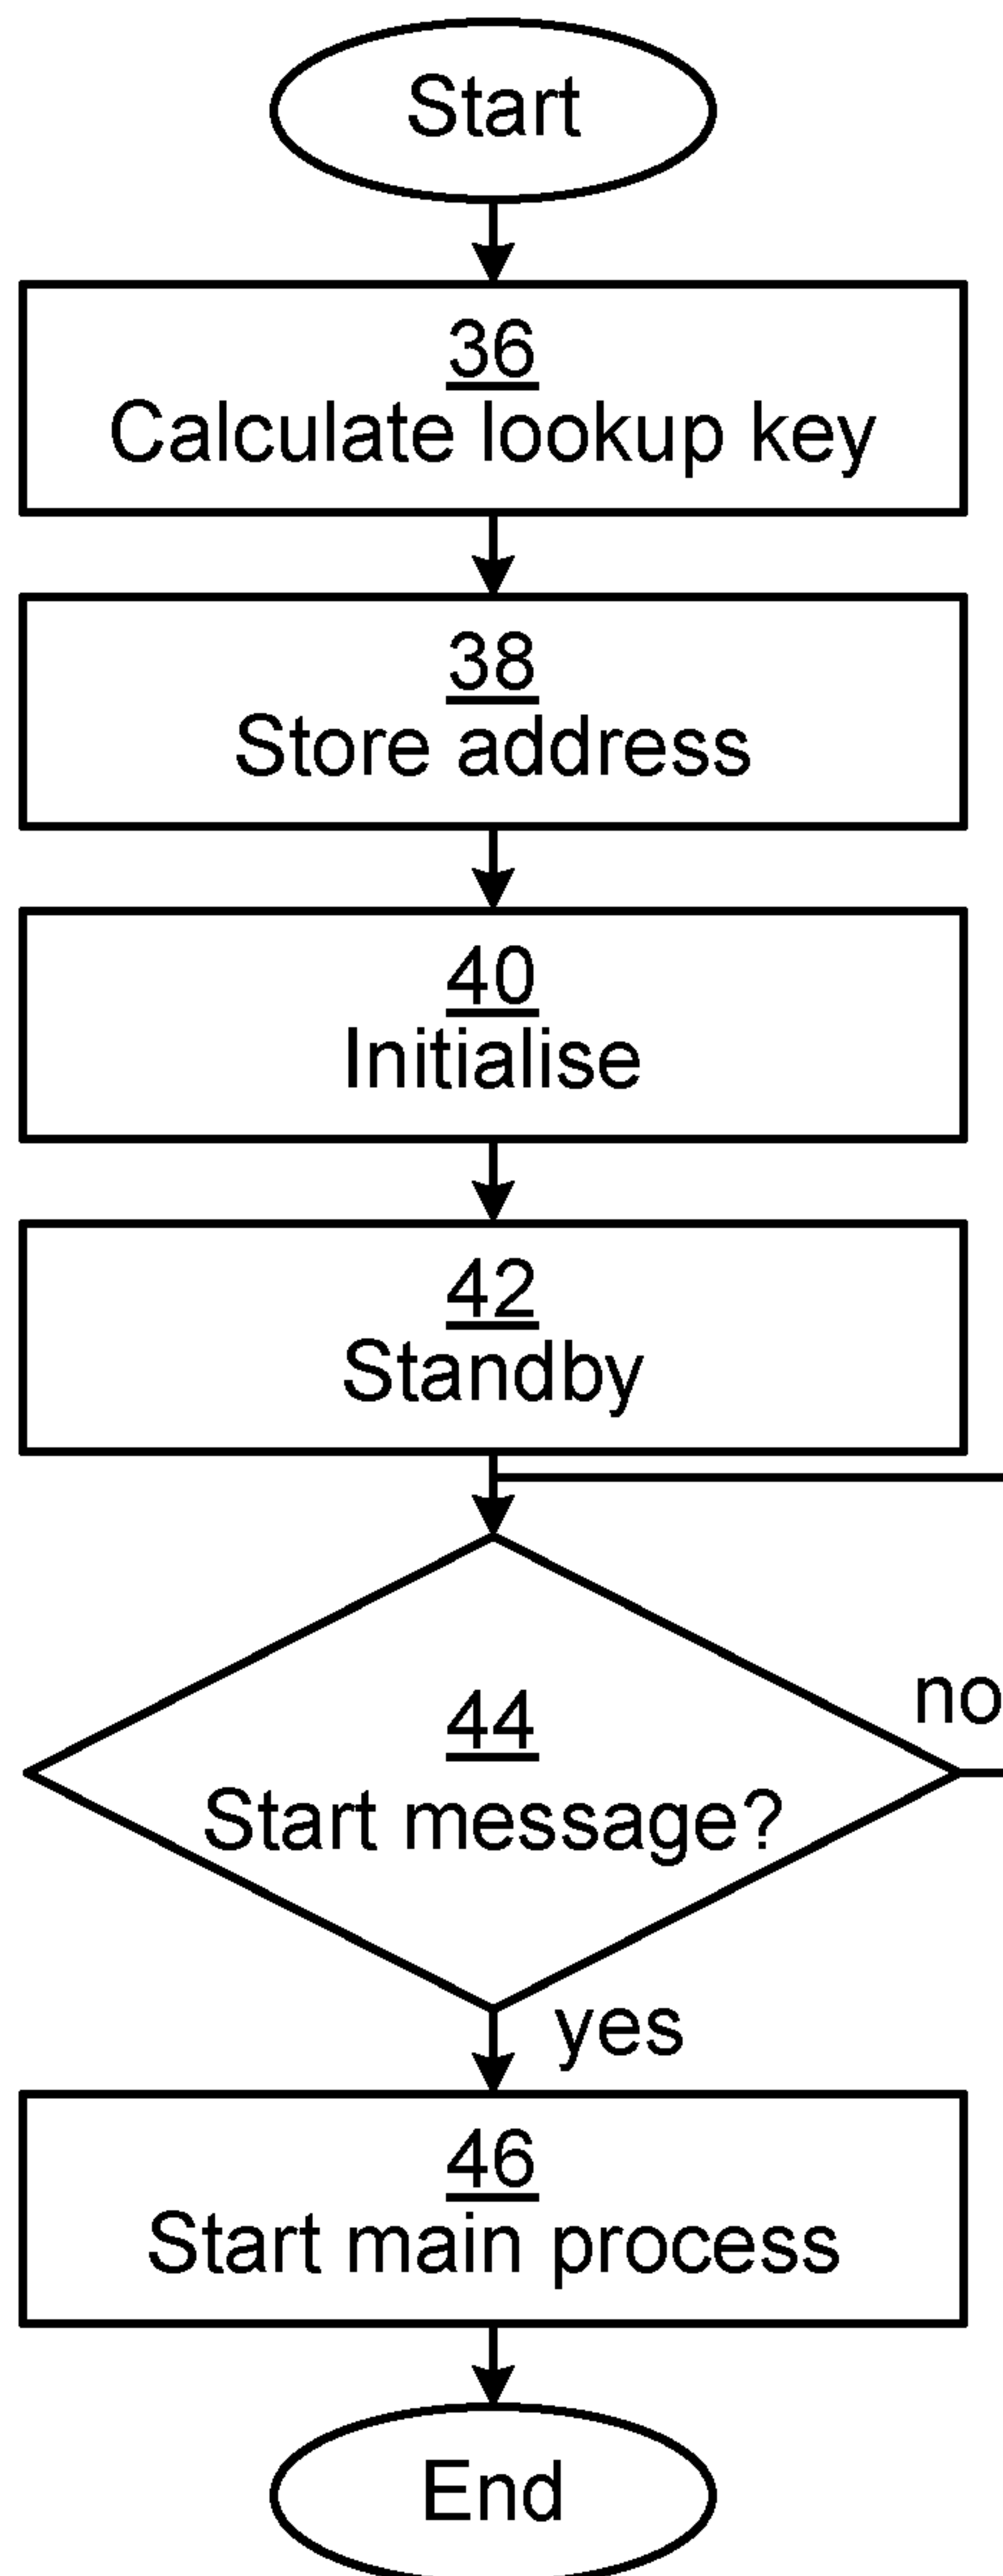 Start
36
Calculate lookup key
38
Store address
40
Initialise
42
Standby
no
44
Start message?
yes
46
Start main process
End